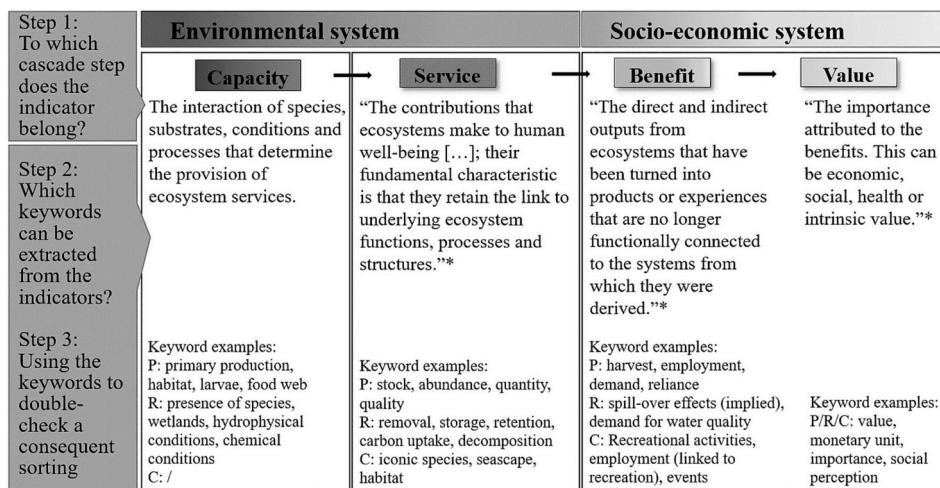 Step 1:
To which
cascade step
does the
indicator
belong?
Step 2:
Which
keywords
can be
extracted
from the
indicators?
Step 3:
Using the
keywords to
double-
check a
consequent
sorting
Environmental system
Socio-economic system
Capacity
The interaction of species,
substrates, conditions and
processes that determine
the provision of
ecosystem services.
Keyword examples:
P: primary production,
habitat, larvae, food web
R: presence of species,
wetlands, hydrophysical
conditions, chemical
conditions
C: /
Service
“The contributions that
ecosystems make to human
well-being […]; their
fundamental characteristic
is that they retain the link to
underlying ecosystem
functions, processes and
structures.”*
Keyword examples:
P: stock, abundance, quantity,
quality
R: removal, storage, retention,
carbon uptake, decomposition
C: iconic species, seascape,
habitat
Benefit
“The direct and indirect
outputs from
ecosystems that have
been turned into
products or experiences
that are no longer
functionally connected
to the systems from
which they were
derived.”*
Keyword examples:
P: harvest, employment,
demand, reliance
R: spill-over effects (implied),
demand for water quality
C: Recreational activities,
employment (linked to
recreation), events
Value
“The importance
attributed to the
benefits. This can
be economic,
social, health or
intrinsic value.”*
Keyword examples:
P/R/C: value,
monetary unit,
importance, social
perception